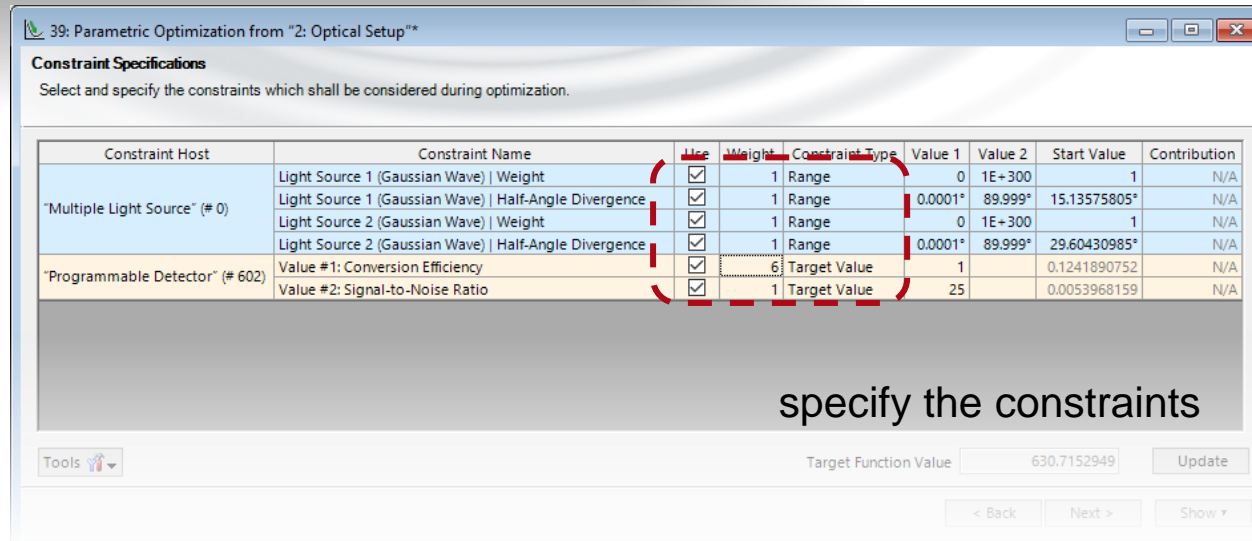 39: Parametric Optimization from "2: Optical Setup"*
Constraint Specifications
Select and specify the constraints which shall be considered during optimization.
Constraint Host Constraint Name Use Weight Constraint Type Value 1 Value 2 Start Value Contribution
"Multiple Light Source" (# 0)
Light Source 1 (Gaussian Wave) | Weight 1 Range 0 1E+300 1 N/A
Light Source 1 (Gaussian Wave) | Half-Angle Divergence 1 Range 0.0001° 89.999° 15.13575805° N/A
Light Source 2 (Gaussian Wave) | Weight 1 Range 0 1E+300 1 N/A
Light Source 2 (Gaussian Wave) | Half-Angle Divergence 1 Range 0.0001° 89.999° 29.60430985° N/A
"Programmable Detector" (# 602)
Value #1: Conversion Efficiency 6 Target Value 1 0.1241890752 N/A
Value #2: Signal-to-Noise Ratio 1 Target Value 25 0.0053968159 N/A
specify the constraints
Tools Target Function Value 630.7152949 Update
< Back Next > Show